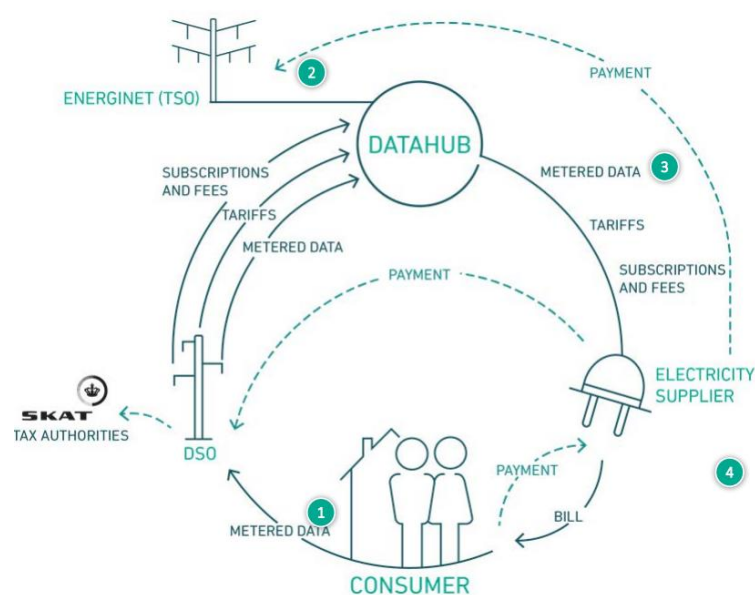 2
PAYMENT
ENERGINET (TSO)
DATAHUB
SUBSCRIPTIONS
AND FEES
METERED DATA
3
TARIFFS
TARIFFS
METERED DATA
SUBSCRIPTIONS
AND FEES
PAYMENT
ELECTRICITY
SUPPLIER
SKAT
TAX AUTHORITIES
DSO
PAYMENT
4
1
METERED DATA
BILL
CONSUMER